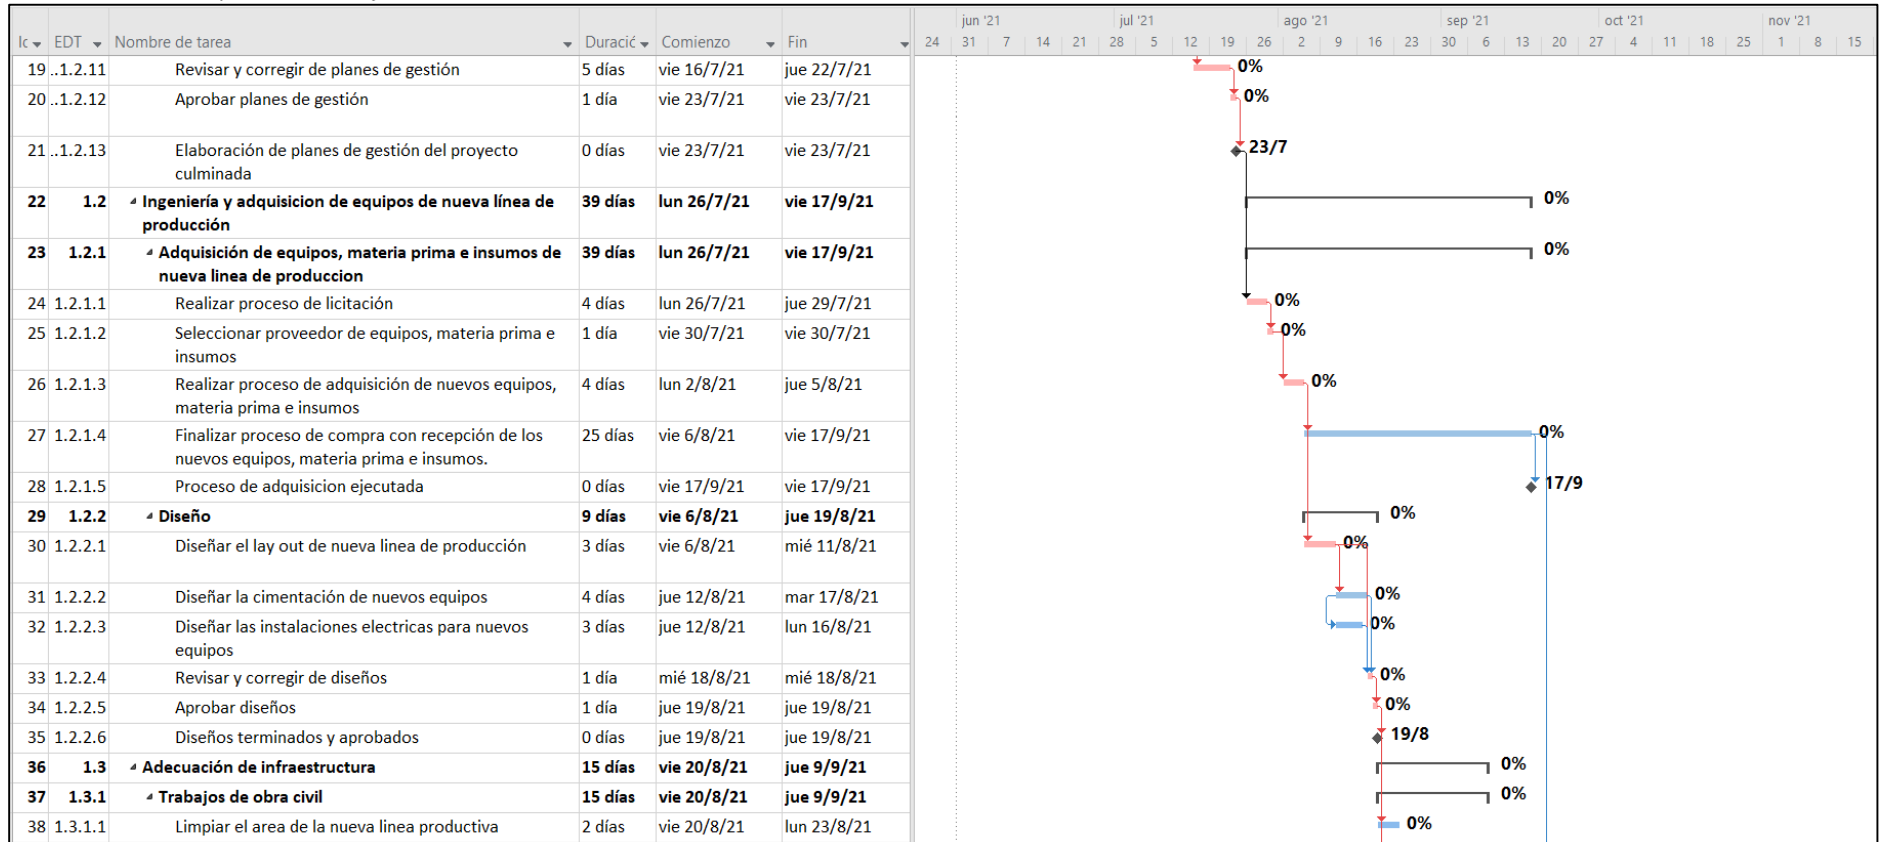 jun '21 jul '21 ago '21 sep '21 oct '21 nov '21
Ic EDT Nombre de tarea Duració Comienzo Fin 24 31 7 14 21 28 5 12 19 26 2 9 16 23 30 6 13 20 27 4 11 18 25 1 8 15
19 ..1.2.11 Revisar y corregir de planes de gestión 5 días vie 16/7/21 jue 22/7/21 0%
20 ..1.2.12 Aprobar planes de gestión 1 día vie 23/7/21 vie 23/7/21 0%
21 ..1.2.13 Elaboración de planes de gestión del proyecto 0 días vie 23/7/21 vie 23/7/21 23/7
culminada
22 1.2 Ingeniería y adquisicion de equipos de nueva línea de 39 días lun 26/7/21 vie 17/9/21 0%
producción
23 1.2.1 Adquisición de equipos, materia prima e insumos de 39 días lun 26/7/21 vie 17/9/21 0%
nueva linea de produccion
24 1.2.1.1 Realizar proceso de licitación 4 días lun 26/7/21 jue 29/7/21 0%
25 1.2.1.2 Seleccionar proveedor de equipos, materia prima e 1 día vie 30/7/21 vie 30/7/21 0%
insumos
26 1.2.1.3 Realizar proceso de adquisición de nuevos equipos, 4 días lun 2/8/21 jue 5/8/21 0%
materia prima e insumos
27 1.2.1.4 Finalizar proceso de compra con recepción de los 25 días vie 6/8/21 vie 17/9/21 0%
nuevos equipos, materia prima e insumos.
28 1.2.1.5 Proceso de adquisicion ejecutada 0 días vie 17/9/21 vie 17/9/21 17/9
29 1.2.2 Diseño 9 días vie 6/8/21 jue 19/8/21 0%
30 1.2.2.1 Diseñar el lay out de nueva linea de producción 3 días vie 6/8/21 mié 11/8/21 0%
31 1.2.2.2 Diseñar la cimentación de nuevos equipos 4 días jue 12/8/21 mar 17/8/21 0%
32 1.2.2.3 Diseñar las instalaciones electricas para nuevos 3 días jue 12/8/21 lun 16/8/21 0%
equipos
33 1.2.2.4 Revisar y corregir de diseños 1 día mié 18/8/21 mié 18/8/21 0%
34 1.2.2.5 Aprobar diseños 1 día jue 19/8/21 jue 19/8/21 0%
35 1.2.2.6 Diseños terminados y aprobados 0 días jue 19/8/21 jue 19/8/21 19/8
36 1.3 Adecuación de infraestructura 15 días vie 20/8/21 jue 9/9/21 0%
37 1.3.1 Trabajos de obra civil 15 días vie 20/8/21 jue 9/9/21 0%
38 1.3.1.1 Limpiar el area de la nueva linea productiva 2 días vie 20/8/21 lun 23/8/21 0%